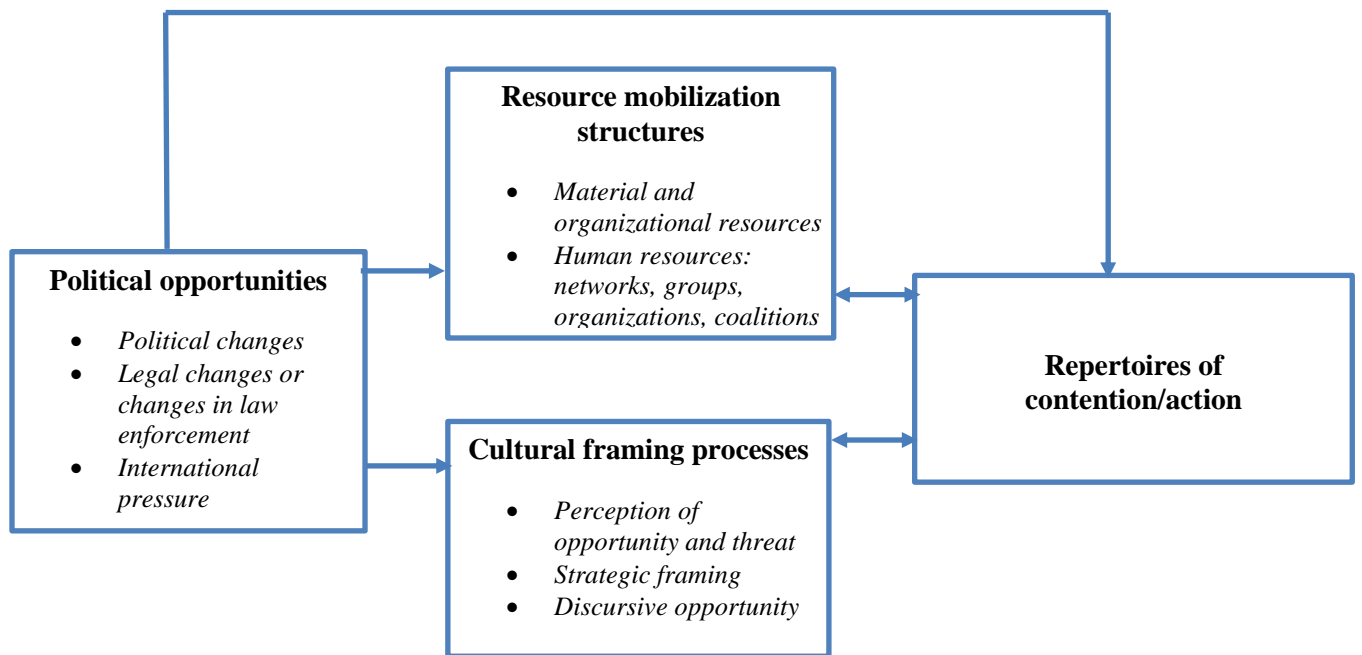 Resource mobilization
structures
• Material and
organizational resources
• Human resources:
networks, groups,
organizations, coalitions
Political opportunities
• Political changes
• Legal changes or
changes in law
enforcement
• International
pressure
Cultural framing processes
• Perception of
opportunity and threat
• Strategic framing
• Discursive opportunity
Repertoires of
contention/action